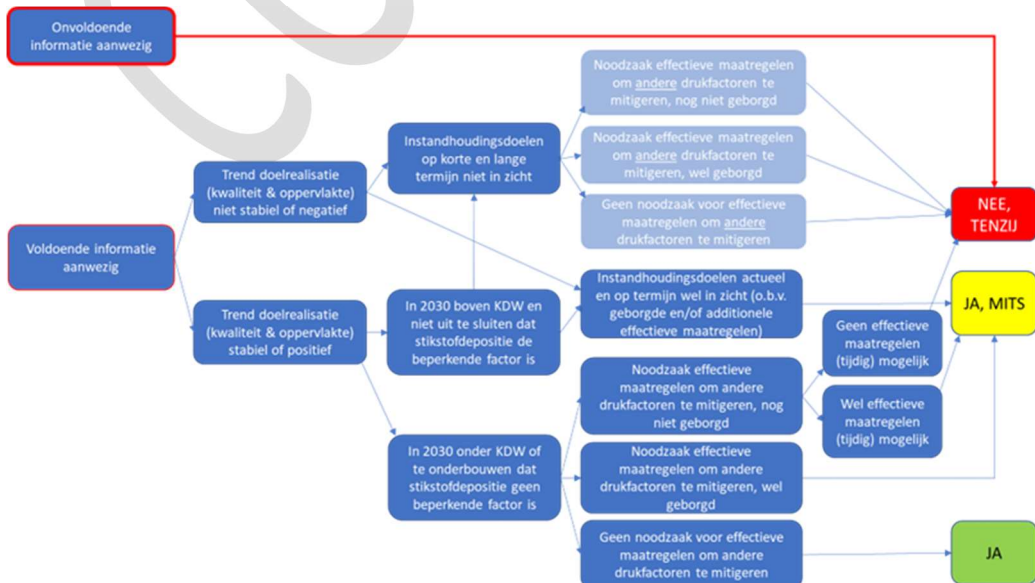 Onvoldoende
informatie aanwezig
Noodzaak effectieve maatregelen
om andere drukfactoren te
mitigeren, nog niet geborgd
Noodzaak effectieve maatregelen
om andere drukfactoren te
mitigeren, wel geborgd
Geen noodzaak voor effectieve
maatregelen om andere
drukfactoren te mitigeren
Instandhoudingsdoelen
op korte en lange
termijn niet in zicht
Trend doelrealisatie
(kwaliteit & oppervlakte)
niet stabiel of negatief
NEE,
TENZIJ
Voldoende informatie
aanwezig
Instandhoudingsdoelen actueel
en op termijn wel in zicht (o.b.v.
geborgde en/of additionele
effectieve maatregelen)
JA, MITS
Trend doelrealisatie
(kwaliteit & oppervlakte)
stabiel of positief
In 2030 boven KDW en
niet uit te sluiten dat
stikstofdepositie de
beperkende factor is
Geen effectieve
maatregelen
(tijdig) mogelijk
Noodzaak effectieve
maatregelen om andere
drukfactoren te mitigeren, nog
niet geborgd
Wel effectieve
maatregelen
(tijdig) mogelijk
In 2030 onder KDW of
te onderbouwen dat
stikstofdepositie geen
beperkende factor is
Noodzaak effectieve
maatregelen om andere
drukfactoren te mitigeren, wel
geborgd
Geen noodzaak voor effectieve
maatregelen om andere
drukfactoren te mitigeren
JA